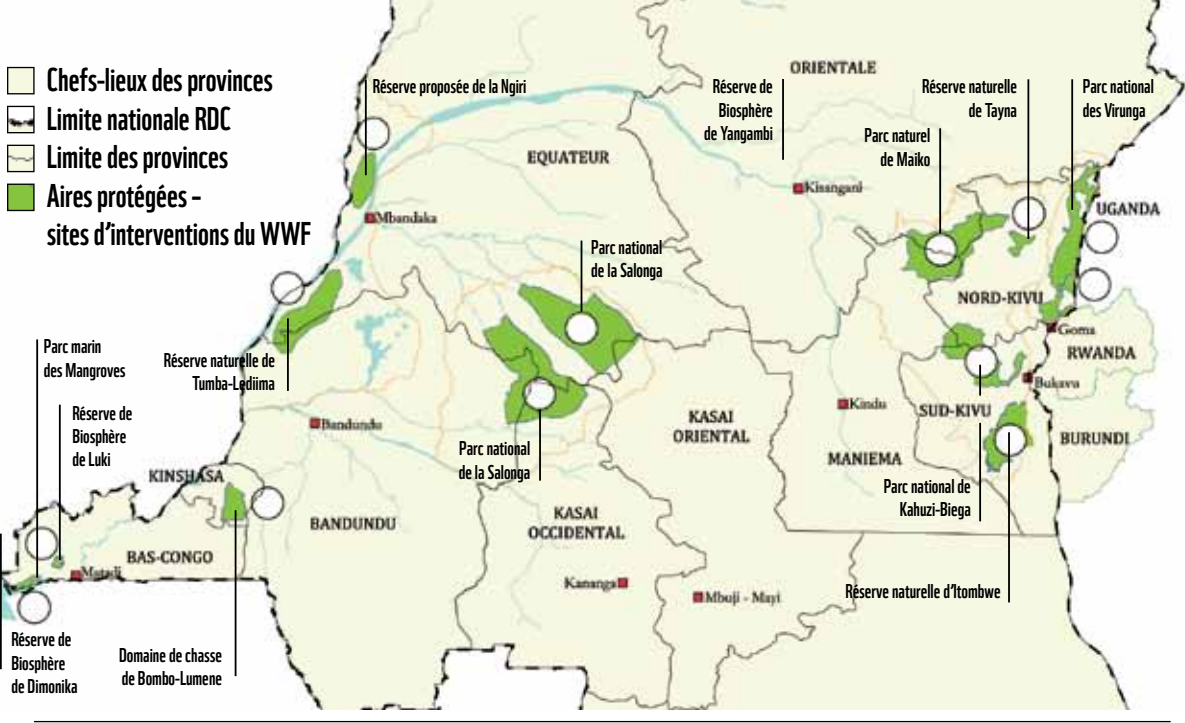 Chefs-lieux des provinces
Limite nationale RDC
Limite des provinces
Aires protégées –
sites d'interventions du WWF
Réserve proposée de la Ngiri
ORIENTALE
Réserve de
Biosphère
de Yangambi
Réserve naturelle
de Tayna
Parc national
des Virunga
Parc naturel
de Maiko
EQUATEUR
Kisangani
Mbandaka
UGANDA
Parc national
de la Salonga
NORD-KIVU
Goma
RWANDA
Parc marin
des Mangroves
Réserve naturelle de
Tumba-Lediima
Bukavu
Réserve de
Biosphère
de Luki
Bandundu
KASAI
ORIENTAL
Kindu
SUD-KIVU
BURUNDI
Parc national
de la Salonga
MANIEMA
KINSHASA
Parc national de
Kahuzi-Biega
BANDUNDU
KASAI
OCCIDENTAL
BAS-CONGO
Matadi
Kananga
Mbuji - Mayi
Réserve naturelle d'Itombwe
Réserve de
Biosphère
de Dimonika
Domaine de chasse
de Bombo-Lumene